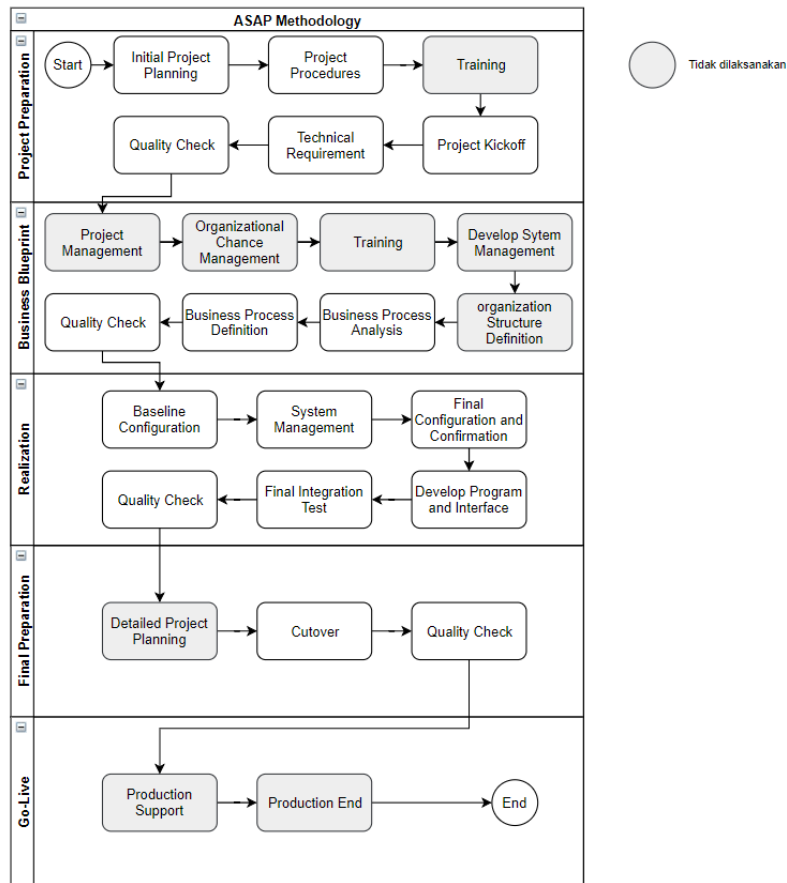 ASAP Methodology
Project Preparation
Start
Initial Project
Planning
Project
Procedures
Training
Tidak dilaksanakan
Quality Check
Technical
Requirement
Project Kickoff
Business Blueprint
Project
Management
Organizational
Chance
Management
Training
Develop Sytem
Management
Quality Check
Business Process
Definition
Business Process
Analysis
organization
Structure
Definition
Realization
Baseline
Configuration
System
Management
Final
Configuration and
Confirmation
Quality Check
Final Integration
Test
Develop Program
and Interface
Final Preparation
Detailed Project
Planning
Cutover
Quality Check
Go-Live
Production
Support
Production End
End